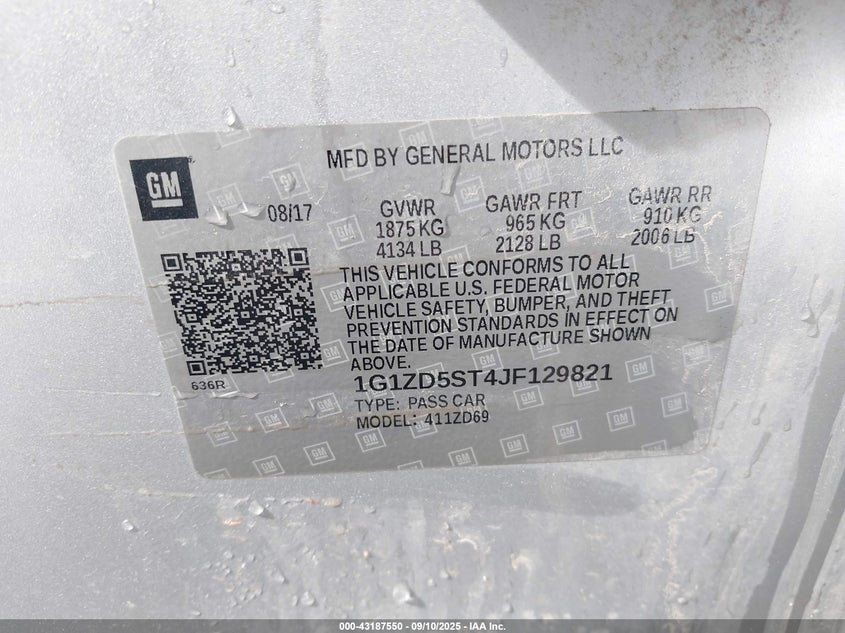 MFD BY GENERAL MOTORS LLC
GM
08/17
GVWR
1875 KG
4134 LB
GAWR FRT
965 KG
2128 LB
GAWR RR
910 KG
2006 LB
THIS VEHICLE CONFORMS TO ALL
APPLICABLE U.S. FEDERAL MOTOR
VEHICLE SAFETY, BUMPER, AND THEFT
PREVENTION STANDARDS IN EFFECT ON
THE DATE OF MANUFACTURE SHOWN
ABOVE.
636R
1G1ZD5ST4JF129821
TYPE: PASS CAR
MODEL: 411ZD69
000-43187550 - 09/10/2025 - IAA Inc.